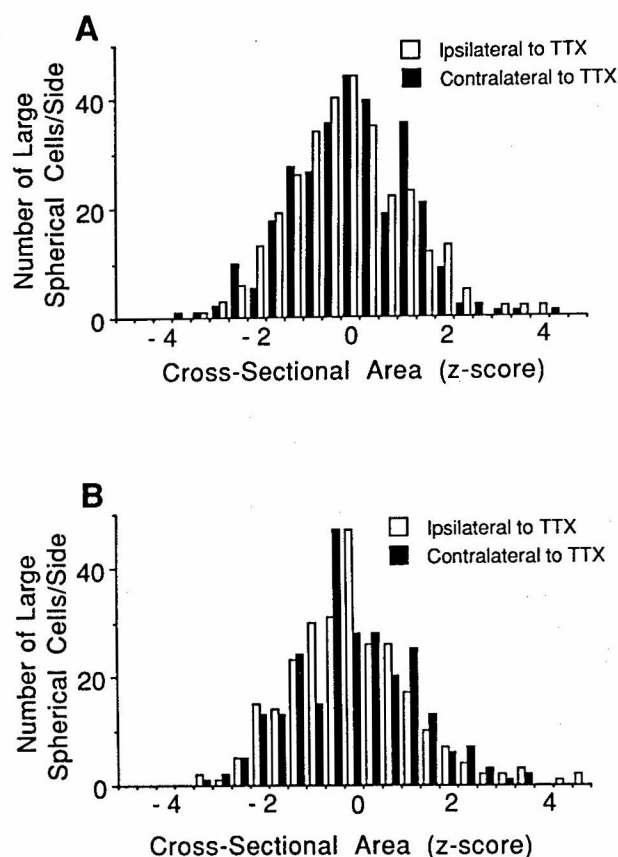 A
Ipsilateral to TTX
Contralateral to TTX
Number of Large
Spherical Cells/Side
40
20
0
-4
-2
0
2
4
Cross-Sectional Area (z-score)
B
Ipsilateral to TTX
Contralateral to TTX
Number of Large
Spherical Cells/Side
40
20
0
-4
-2
0
2
4
Cross-Sectional Area (z-score)